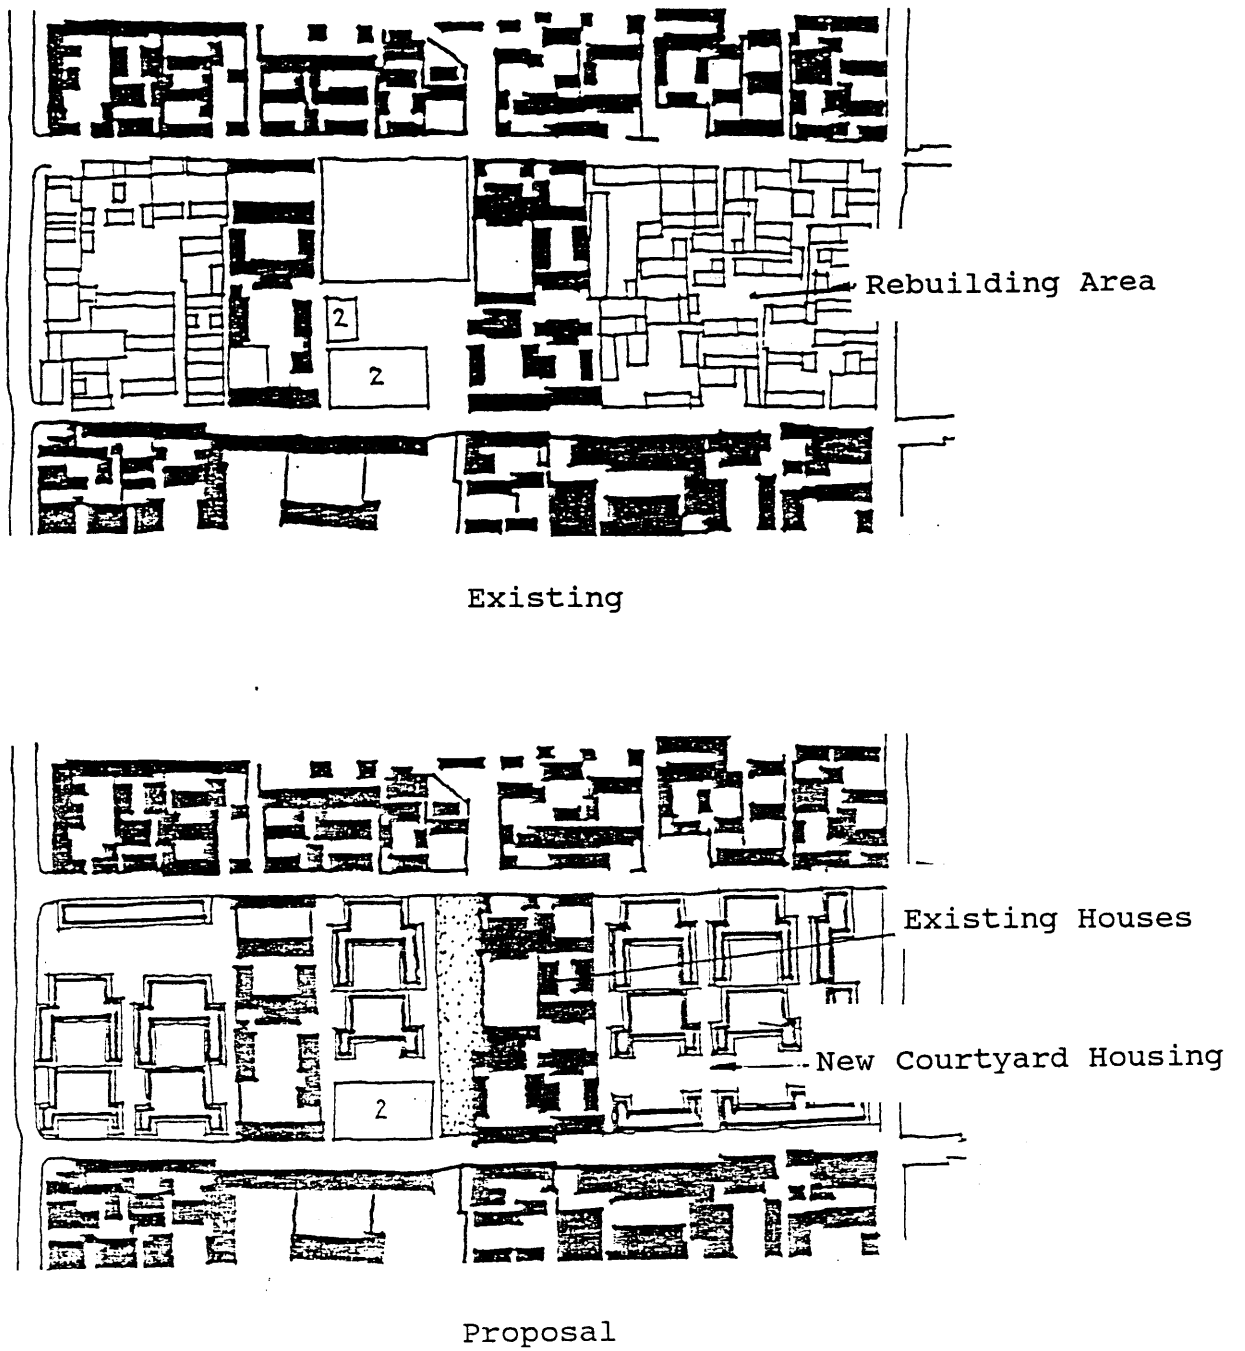 Rebuilding Area
2
2
Existing
Existing Houses
New Courtyard Housing
2
Proposal